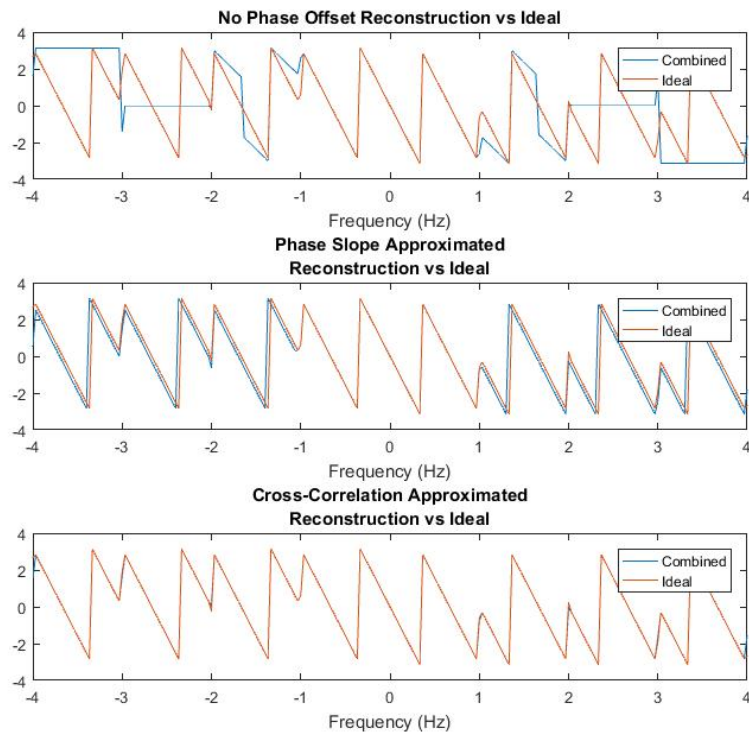 No Phase Offset Reconstruction vs Ideal
4
2
0
-2
-4
Combined
Ideal
-4 -3 -2 -1 0 1 2 3 4
Frequency (Hz)
Phase Slope Approximated
Reconstruction vs Ideal
4
2
0
-2
-4
Combined
Ideal
-4 -3 -2 -1 0 1 2 3 4
Frequency (Hz)
Cross-Correlation Approximated
Reconstruction vs Ideal
4
2
0
-2
-4
Combined
Ideal
-4 -3 -2 -1 0 1 2 3 4
Frequency (Hz)